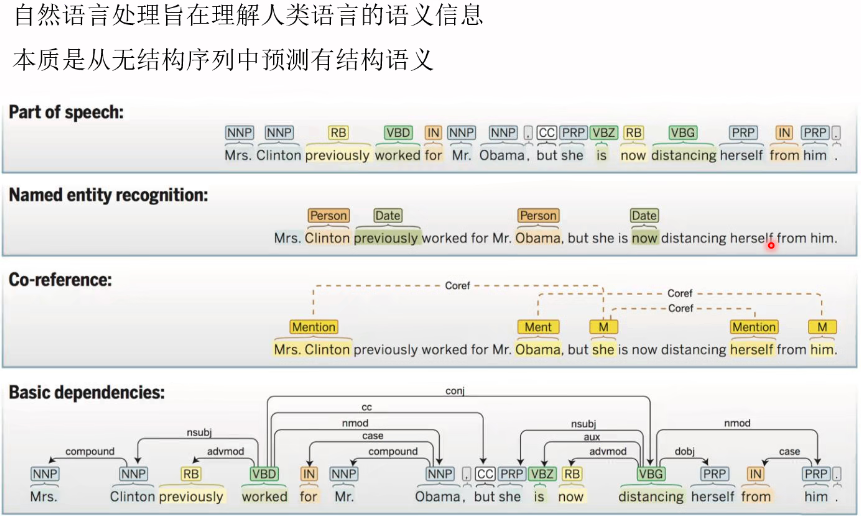 自然语言处理旨在理解人类语言的语义信息
本质是从无结构序列中预测有结构语义
Part of speech:
NNP NNP RB VBD IN NNP NNP , CC PRP VBZ RB VBG PRP IN PRP .
Mrs. Clinton previously worked for Mr. Obama, but she is now distancing herself from him .
Named entity recognition:
Person Date Person Date
Mrs. Clinton previously worked for Mr. Obama, but she is now distancing herself from him.
Co-reference:
Coref
Coref
Coref
Mention Ment M Mention M
Mrs. Clinton previously worked for Mr. Obama, but she is now distancing herself from him.
Basic dependencies:
conj
cc
nsubj nmod nsubj nmod
case aux
compound advmod compound advmod dobj case
NNP NNP RB VBD IN NNP NNP , CC PRP VBZ RB VBG PRP IN PRP .
Mrs. Clinton previously worked for Mr. Obama, but she is now distancing herself from him .